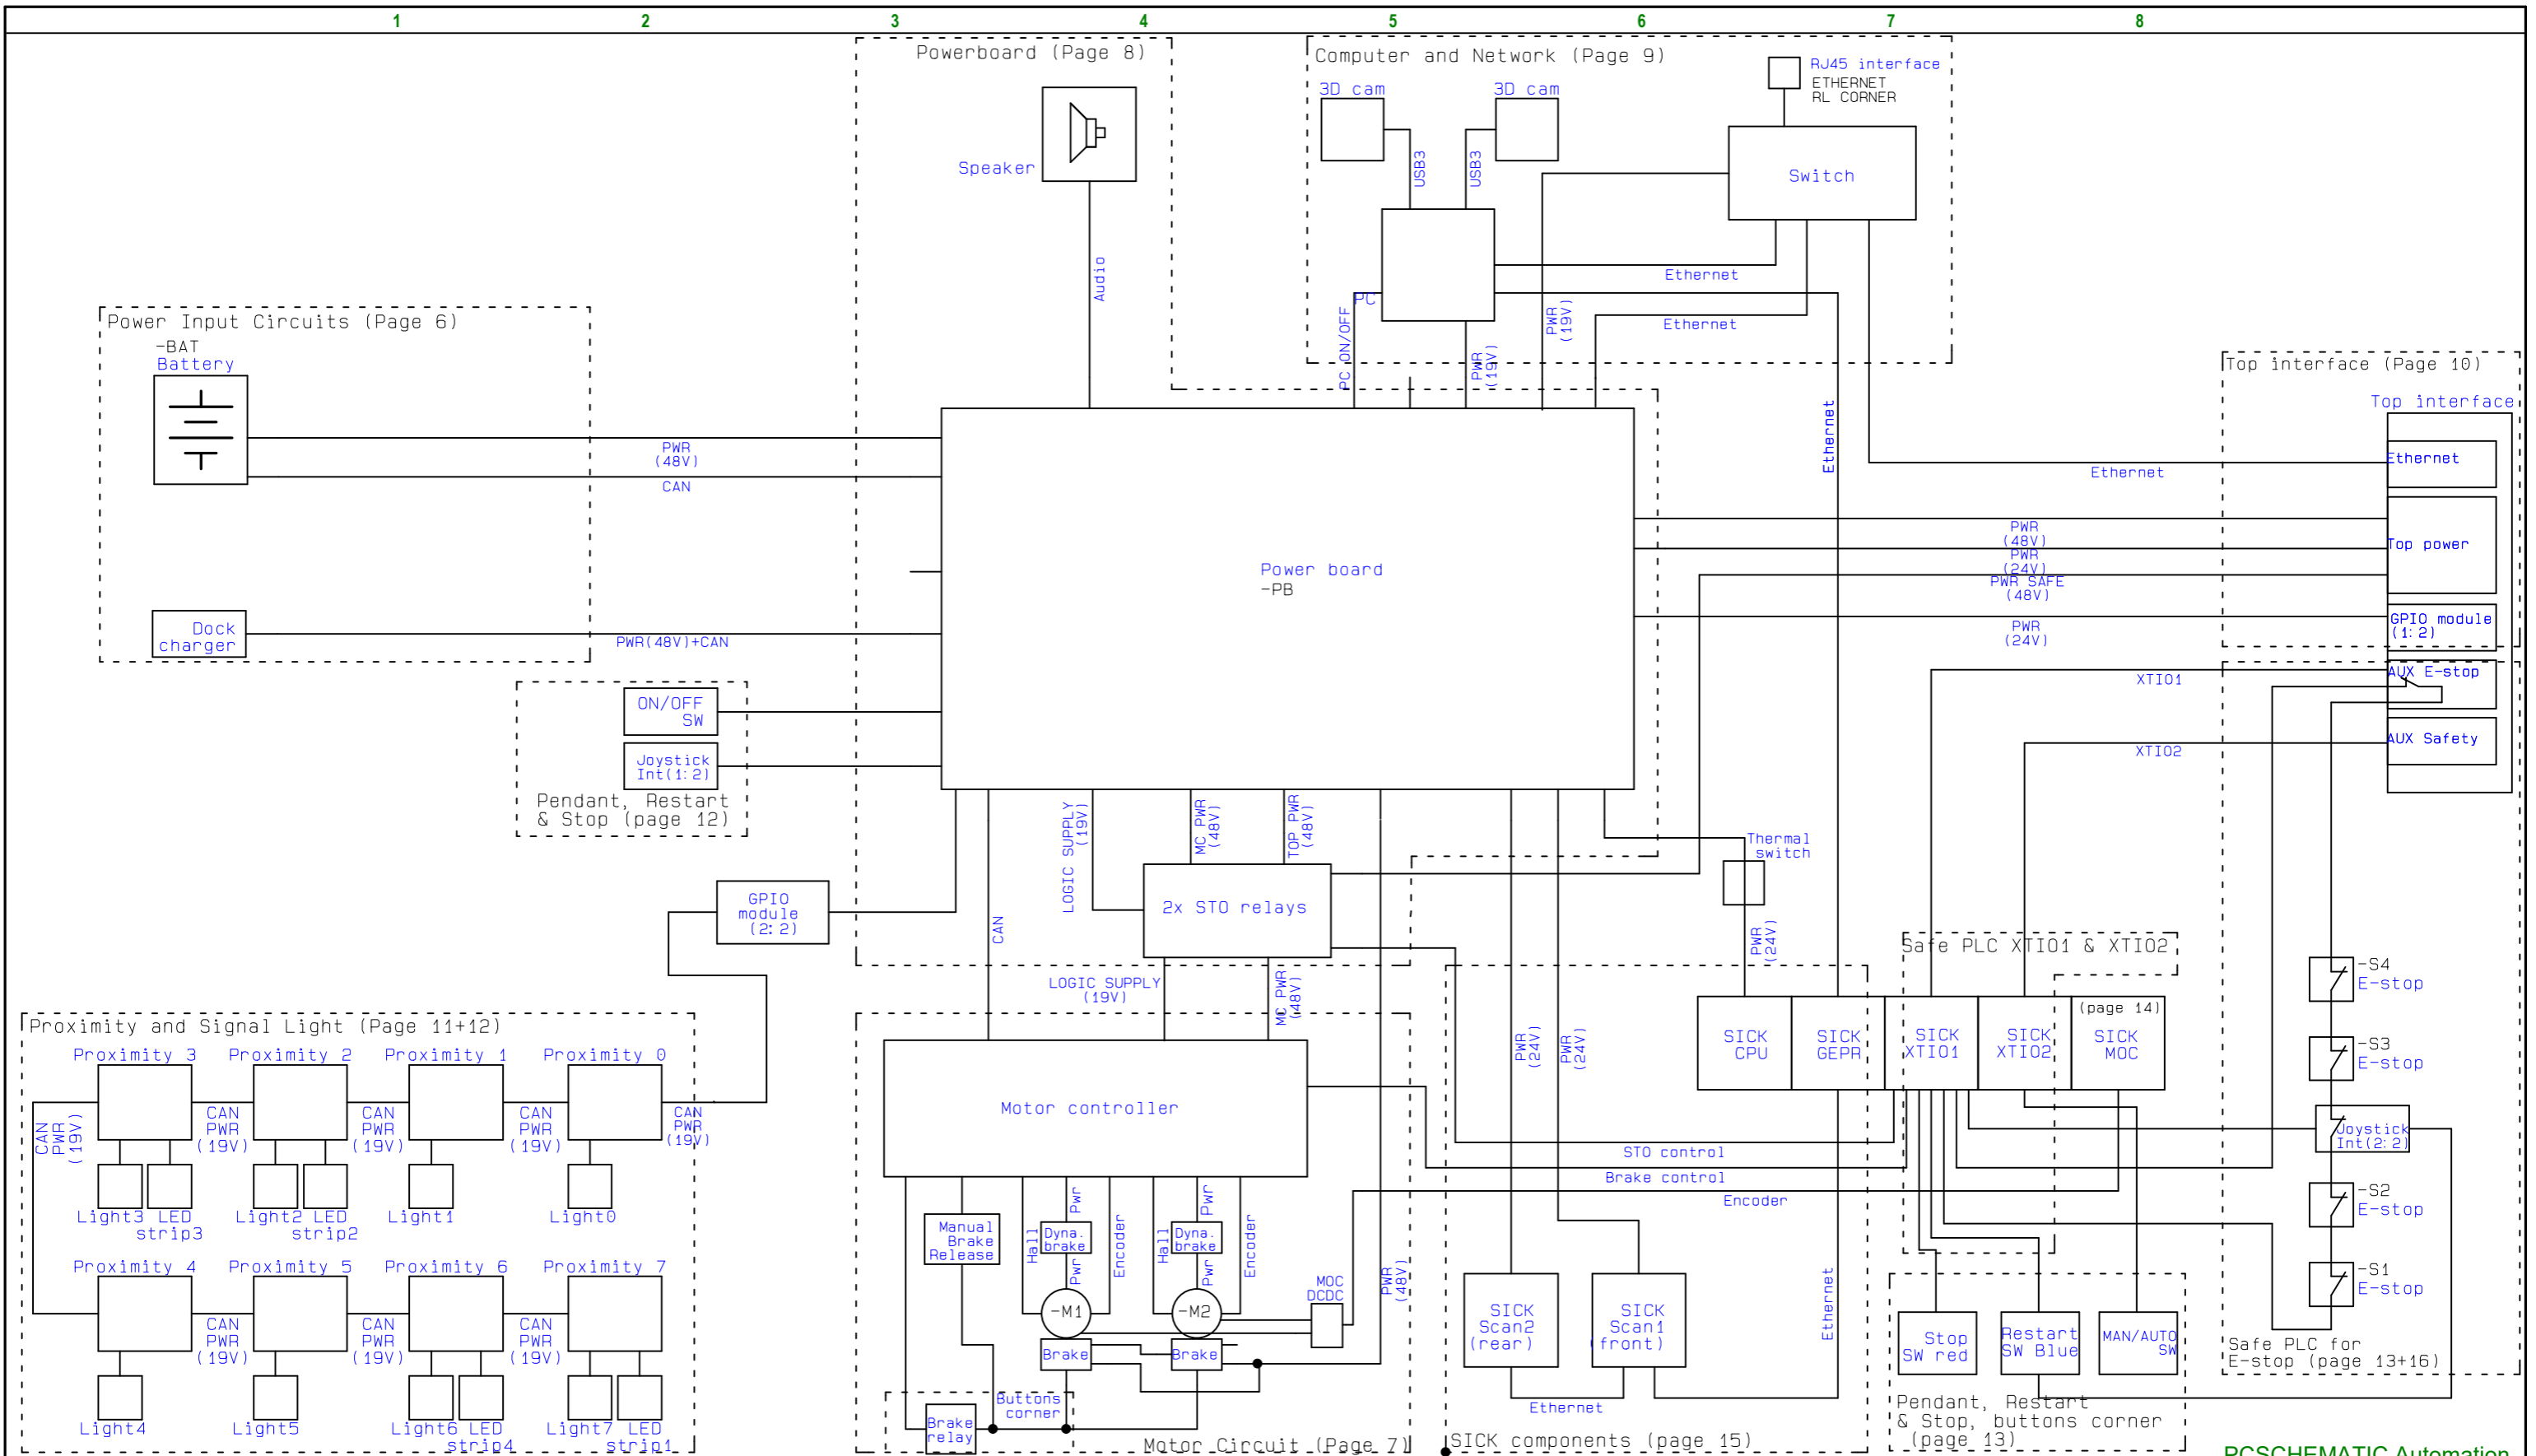 1 2 3 4 5 6 7 8
Powerboard (Page 8)
Speaker
Audio
Computer and Network (Page 9)
3D cam
3D cam
USB3
USB3
RJ45 interface
ETHERNET
RL CORNER
Switch
PC
Ethernet
Ethernet
PC ON/OFF
PWR
(19V)
PWR
(19V)
Ethernet
Power Input Circuits (Page 6)
-BAT
Battery
PWR
(48V)
CAN
Dock
charger
PWR(48V)+CAN
Power board
-PB
Top interface (Page 10)
Top interface
Ethernet
Ethernet
PWR
(48V)
PWR
(24V)
PWR SAFE
(48V)
Top power
PWR
(24V)
GPIO module
(1:2)
XTIO1
AUX E-stop
XTIO2
AUX Safety
ON/OFF
SW
Joystick
Int(1:2)
Pendant, Restart
& Stop (page 12)
LOGIC SUPPLY
(19V)
MC PWR
(48V)
TOP PWR
(48V)
Thermal
switch
GPIO
module
(2:2)
CAN
2x STO relays
PWR
(24V)
LOGIC SUPPLY
(19V)
MC PWR
(48V)
Safe PLC XTIO1 & XTIO2
-S4
E-stop
-S3
E-stop
Joystick
Int(2:2)
-S2
E-stop
-S1
E-stop
Safe PLC for
E-stop (page 13+16)
(page 14)
SICK
CPU
SICK
GEPR
SICK
XTIO1
SICK
XTIO2
SICK
MOC
PWR
(24V)
PWR
(24V)
STO control
Brake control
Encoder
Proximity and Signal Light (Page 11+12)
Proximity 3
Proximity 2
Proximity 1
Proximity 0
CAN
PWR
(19V)
CAN
PWR
(19V)
CAN
PWR
(19V)
CAN
PWR
(19V)
CAN
PWR
(19V)
Light3
LED
strip3
Light2
LED
strip2
Light1
Light0
Proximity 4
Proximity 5
Proximity 6
Proximity 7
CAN
PWR
(19V)
CAN
PWR
(19V)
CAN
PWR
(19V)
Light4
Light5
Light6
LED
strip4
Light7
LED
strip1
Motor controller
Manual
Brake
Release
Hall
Pwr
Dyna.
brake
Pwr
Encoder
Hall
Pwr
Dyna.
brake
Pwr
Encoder
-M1
-M2
MOC
DCDC
PWR
(48V)
Brake
Brake
Buttons
corner
Brake
relay
Motor Circuit (Page 7)
SICK
Scan2
(rear)
SICK
Scan1
(front)
Ethernet
Ethernet
SICK components (page 15)
Stop
SW red
Restart
SW Blue
MAN/AUTO
SW
Pendant, Restart
& Stop, buttons corner
(page 13)
PCSCHEMATIC Automation